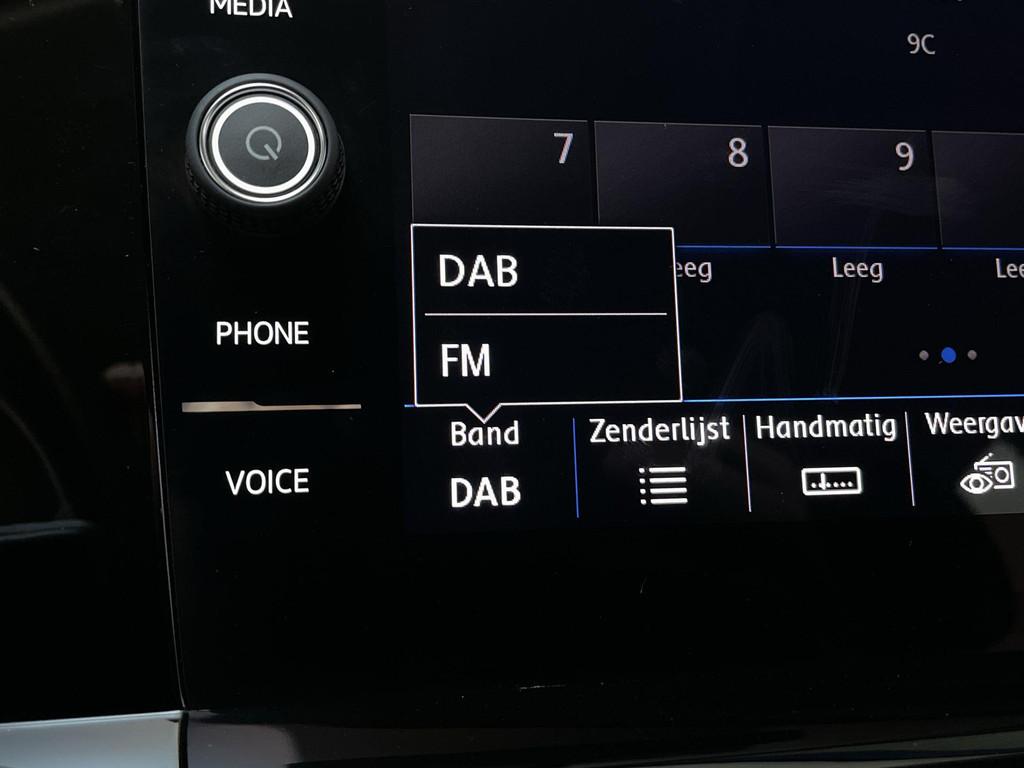 MEDIA
9C
7 8 9
DAB
Leeg
FM
PHONE
Band Zenderlijst Handmatig
DAB
VOICE